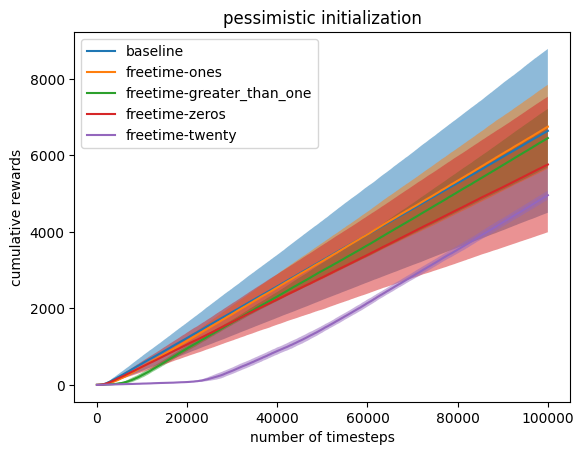 pessimistic initialization
baseline
freetime-ones
freetime-greater_than_one
freetime-zeros
freetime-twenty
cumulative rewards
8000
6000
4000
2000
0
0 20000 40000 60000 80000 100000
number of timesteps